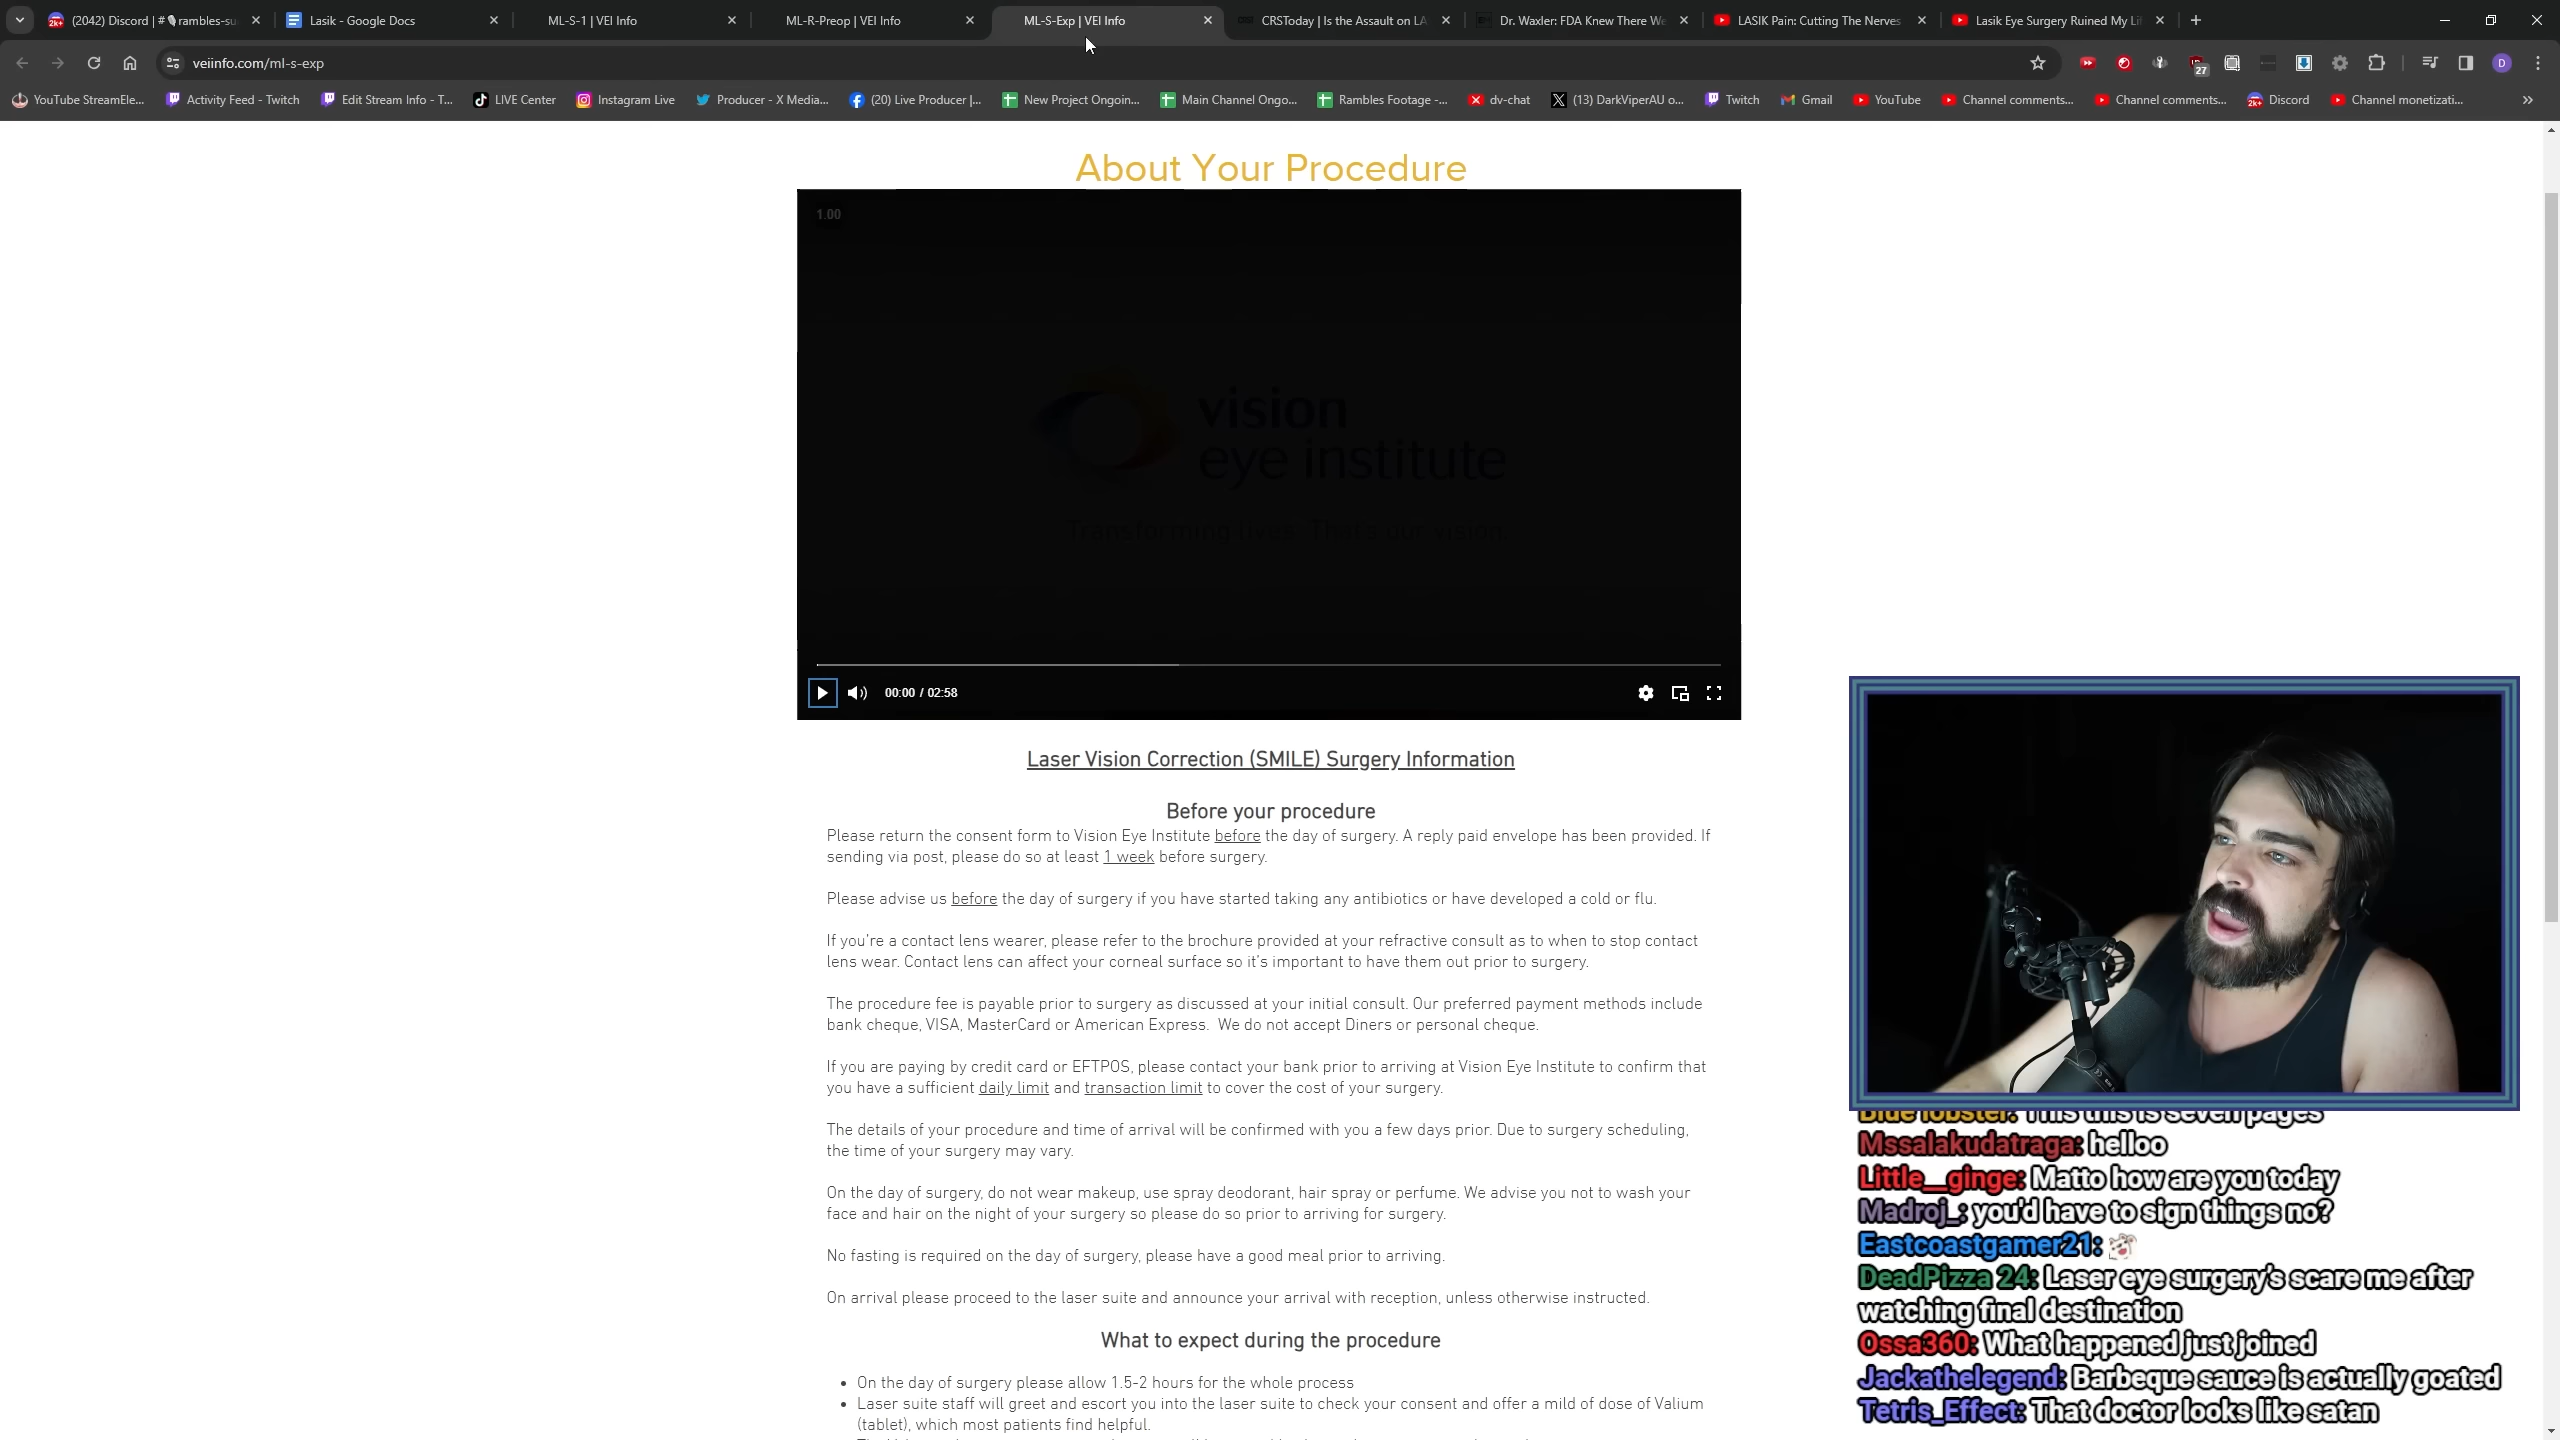 (2042) Discord | # rambles-su
Lasik - Google Docs
ML-S-1 | VEI Info
ML-R-Preop | VEI Info
ML-S-Exp | VEI Info
CRSToday | Is the Assault on LA
Dr. Waxler: FDA Knew There We
LASIK Pain: Cutting The Nerves
Lasik Eye Surgery Ruined My Li
veiinfo.com/ml-s-exp
27
D
YouTube StreamEle...
Activity Feed - Twitch
Edit Stream Info - T...
LIVE Center
Instagram Live
Producer - X Media...
(20) Live Producer |...
New Project Ongoin...
Main Channel Ongo...
Rambles Footage -...
dv-chat
(13) DarkViperAU o...
Twitch
Gmail
YouTube
Channel comments...
Channel comments...
Discord
Channel monetizati...
About Your Procedure
1.00
vision
eye institute
Transforming lives. That's our vision.
00:00 / 02:58
Laser Vision Correction (SMILE) Surgery Information
Before your procedure
Please return the consent form to Vision Eye Institute before the day of surgery. A reply paid envelope has been provided. If
sending via post, please do so at least 1 week before surgery.
Please advise us before the day of surgery if you have started taking any antibiotics or have developed a cold or flu.
If you're a contact lens wearer, please refer to the brochure provided at your refractive consult as to when to stop contact
lens wear. Contact lens can affect your corneal surface so it's important to have them out prior to surgery.
The procedure fee is payable prior to surgery as discussed at your initial consult. Our preferred payment methods include
bank cheque, VISA, MasterCard or American Express. We do not accept Diners or personal cheque.
If you are paying by credit card or EFTPOS, please contact your bank prior to arriving at Vision Eye Institute to confirm that
you have a sufficient daily limit and transaction limit to cover the cost of your surgery.
The details of your procedure and time of arrival will be confirmed with you a few days prior. Due to surgery scheduling,
the time of your surgery may vary.
On the day of surgery, do not wear makeup, use spray deodorant, hair spray or perfume. We advise you not to wash your
face and hair on the night of your surgery so please do so prior to arriving for surgery.
No fasting is required on the day of surgery, please have a good meal prior to arriving.
On arrival please proceed to the laser suite and announce your arrival with reception, unless otherwise instructed.
What to expect during the procedure
• On the day of surgery please allow 1.5-2 hours for the whole process
• Laser suite staff will greet and escort you into the laser suite to check your consent and offer a mild of dose of Valium
(tablet), which most patients find helpful.
Blue lobster: This this is seven pages
Mssalakudatraga: helloo
Little__ginge: Matto how are you today
Madroj_: you'd have to sign things no?
Eastcoastgamer21:
DeadPizza 24: Laser eye surgery's scare me after
watching final destination
Ossa360: What happened just joined
Jackathelegend: Barbeque sauce is actually goated
Tetris_Effect: That doctor looks like satan